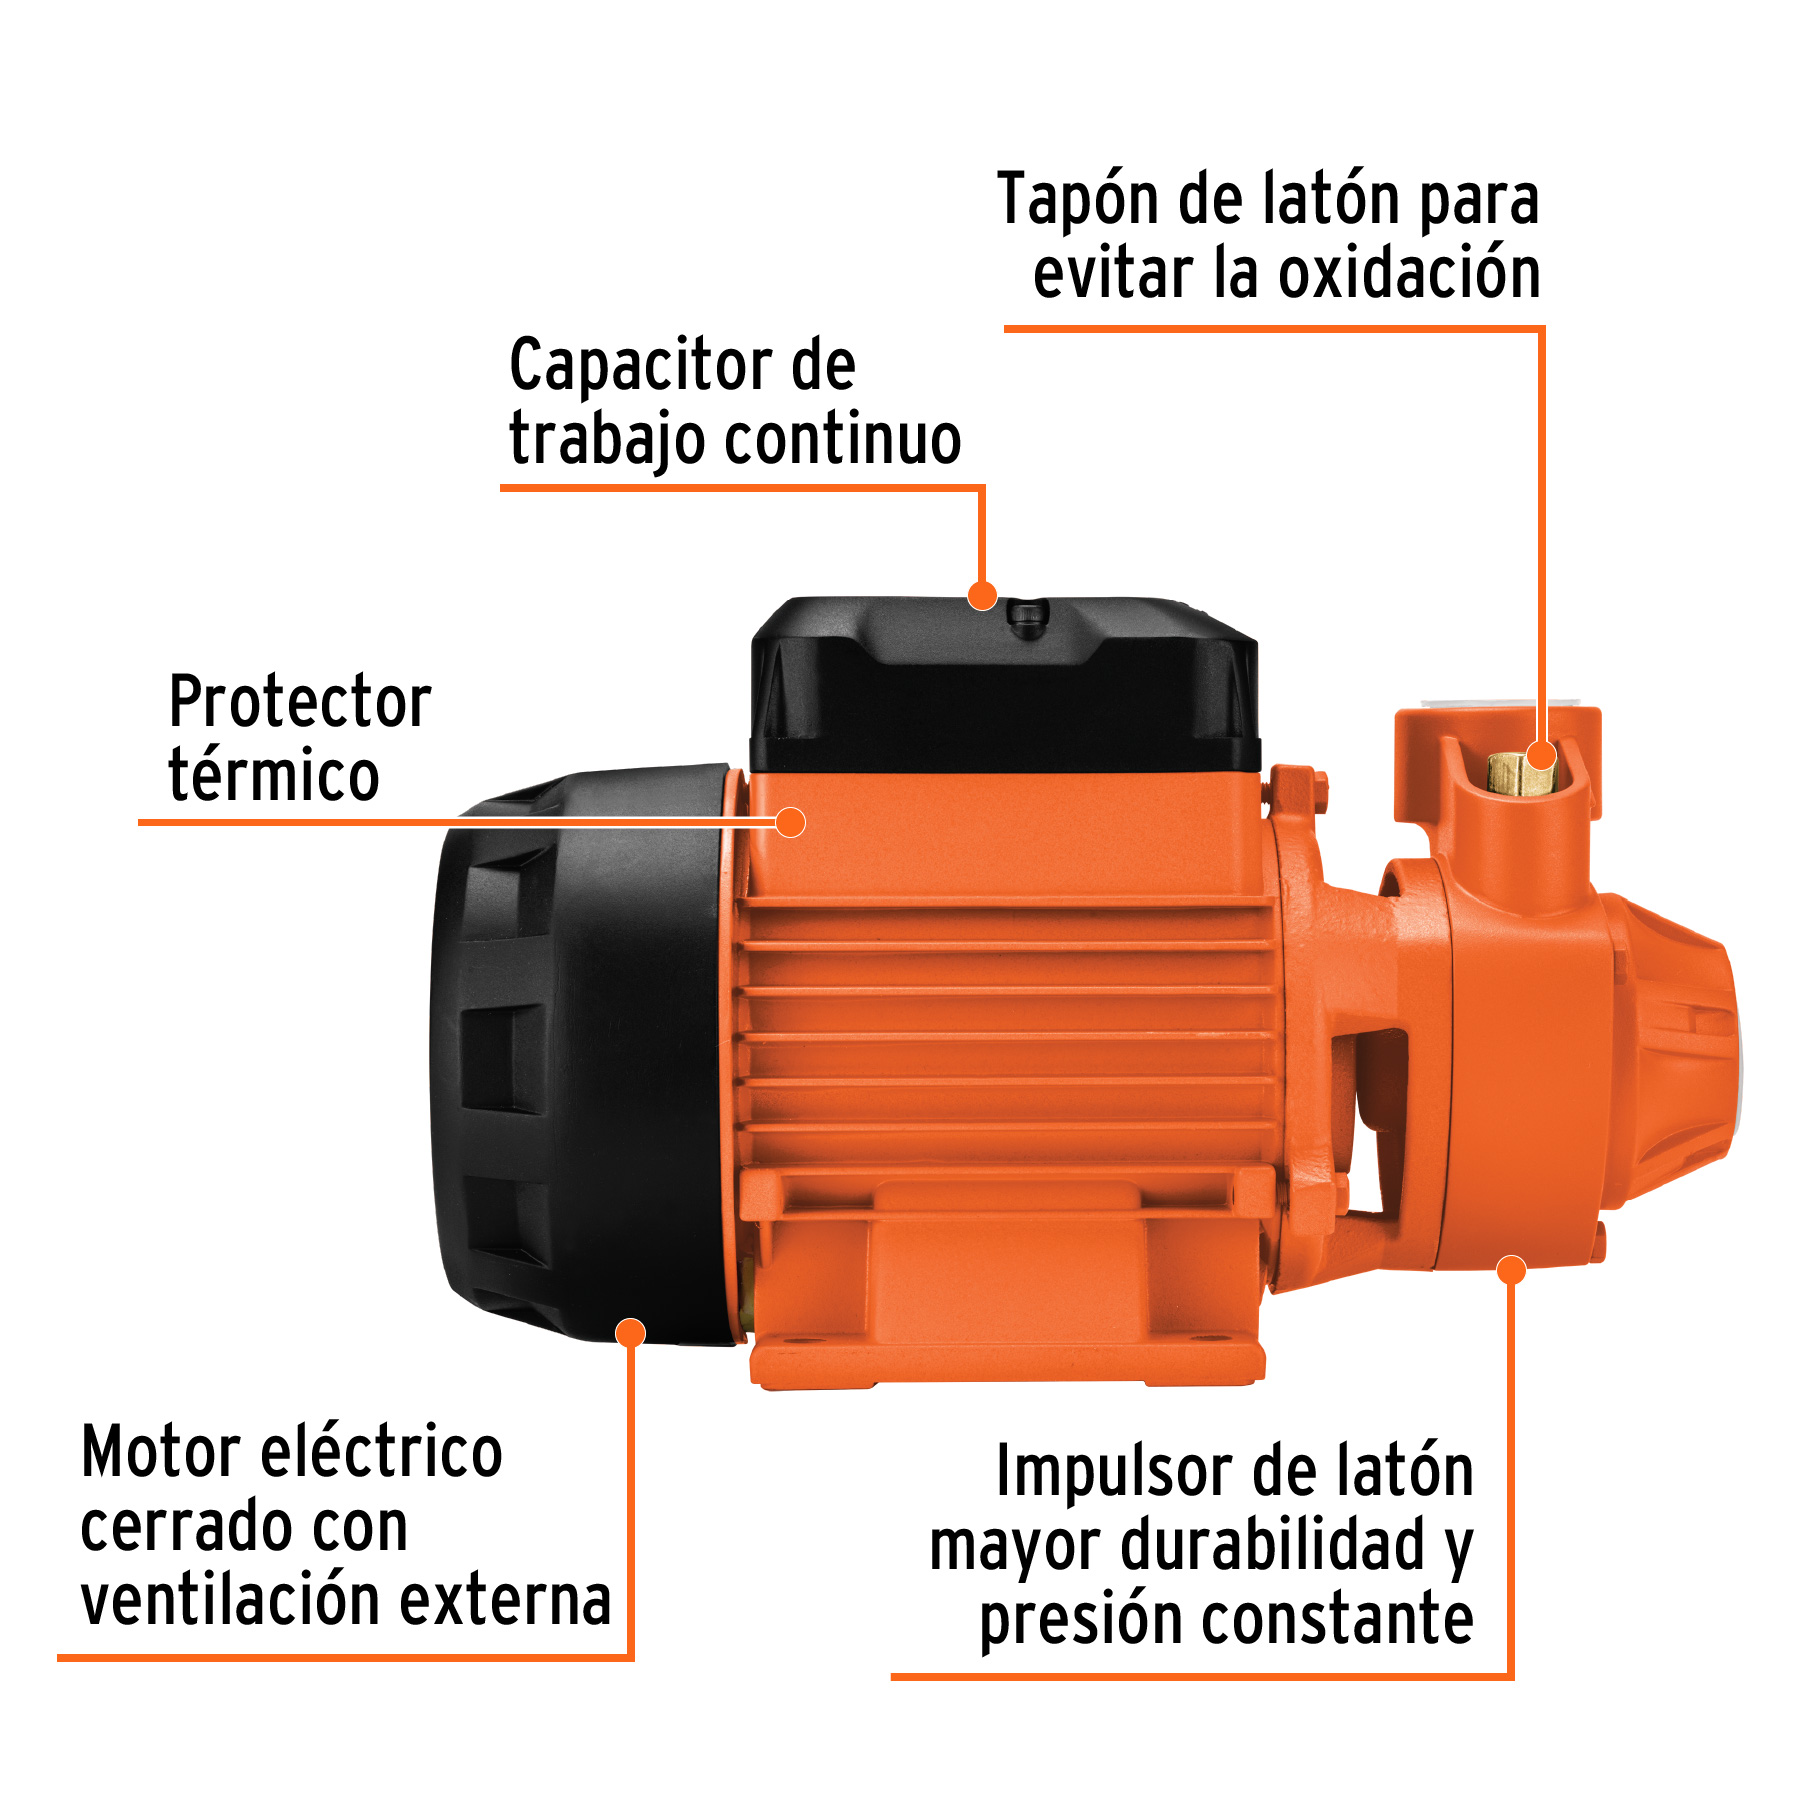 Tapón de latón para
evitar la oxidación
Capacitor de
trabajo continuo
Protector
térmico
Motor eléctrico
cerrado con
ventilación externa
Impulsor de latón
mayor durabilidad y
presión constante